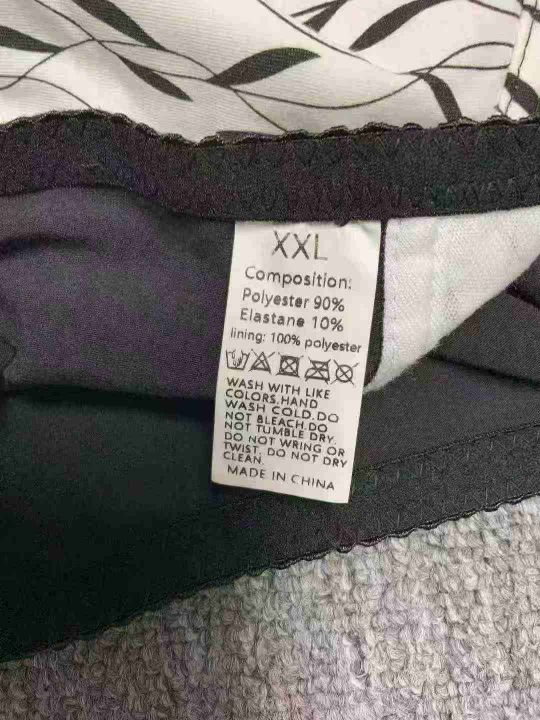 XXL
Composition:
Polyester 90%
Elastane 10%
lining: 100% polyester
WASH WITH LIKE
COLORS.HAND
WASH COLD.DO
NOT BLEACH.DO
NOT TUMBLE DRY.
DO NOT WRING OR
TWIST, DO NOT DRY
CLEAN.
MADE IN CHINA